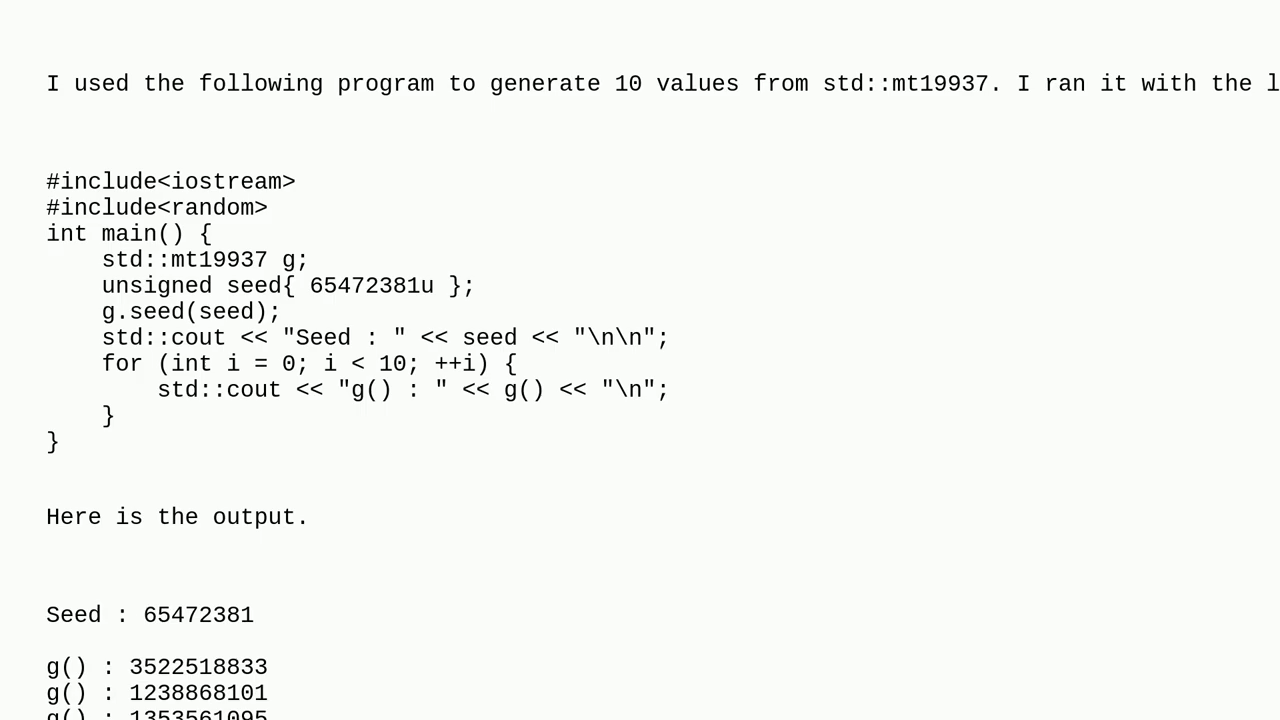 I used the following program to generate 10 values from std::mt19937. I ran it with the
#include<iostream>
#include<random>
int main() {
    std::mt19937 g;
    unsigned seed{ 65472381u };
    g.seed(seed);
    std::cout << "Seed : " << seed << "\n\n";
    for (int i = 0; i < 10; ++i) {
        std::cout << "g() : " << g() << "\n";
    }
}
Here is the output.
Seed : 65472381
g() : 3522518833
g() : 1238868101
g() : 1353561095